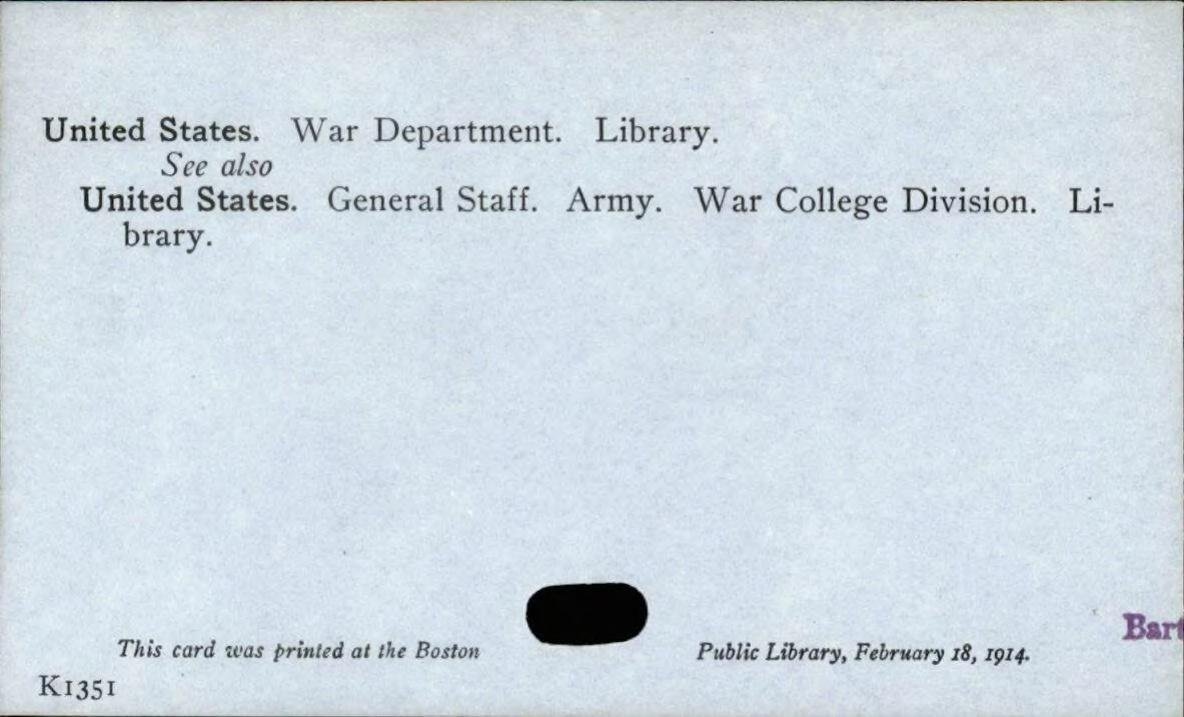 United States. War Department. Library.
See also
United States. General Staff. Army. War College Division. Li-
brary.
This card was printed at the Boston Public Library, February 18, 1914.
Bart
K1351